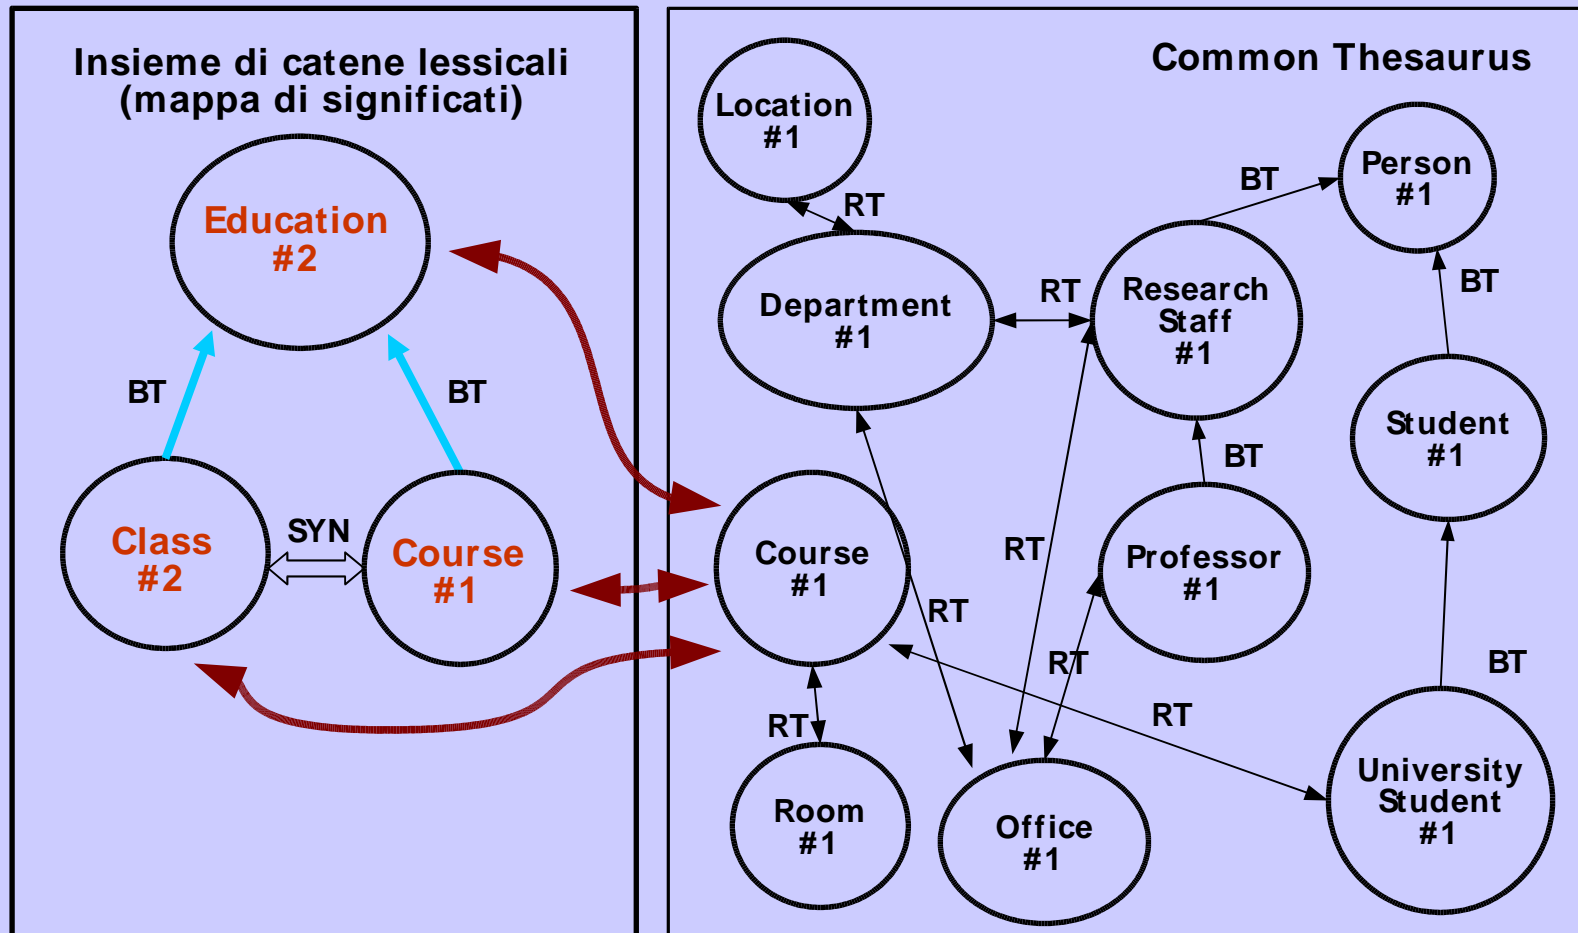 Insieme di catene lessicali
(mappa di significati)
Education
#2
BT
BT
Class
#2
SYN
Course
#1
Common Thesaurus
Location
#1
RT
Department
#1
RT
Research
Staff
#1
BT
Person
#1
BT
Student
#1
BT
Professor
#1
Course
#1
RT
RT
RT
RT
Room
#1
Office
#1
RT
BT
University
Student
#1